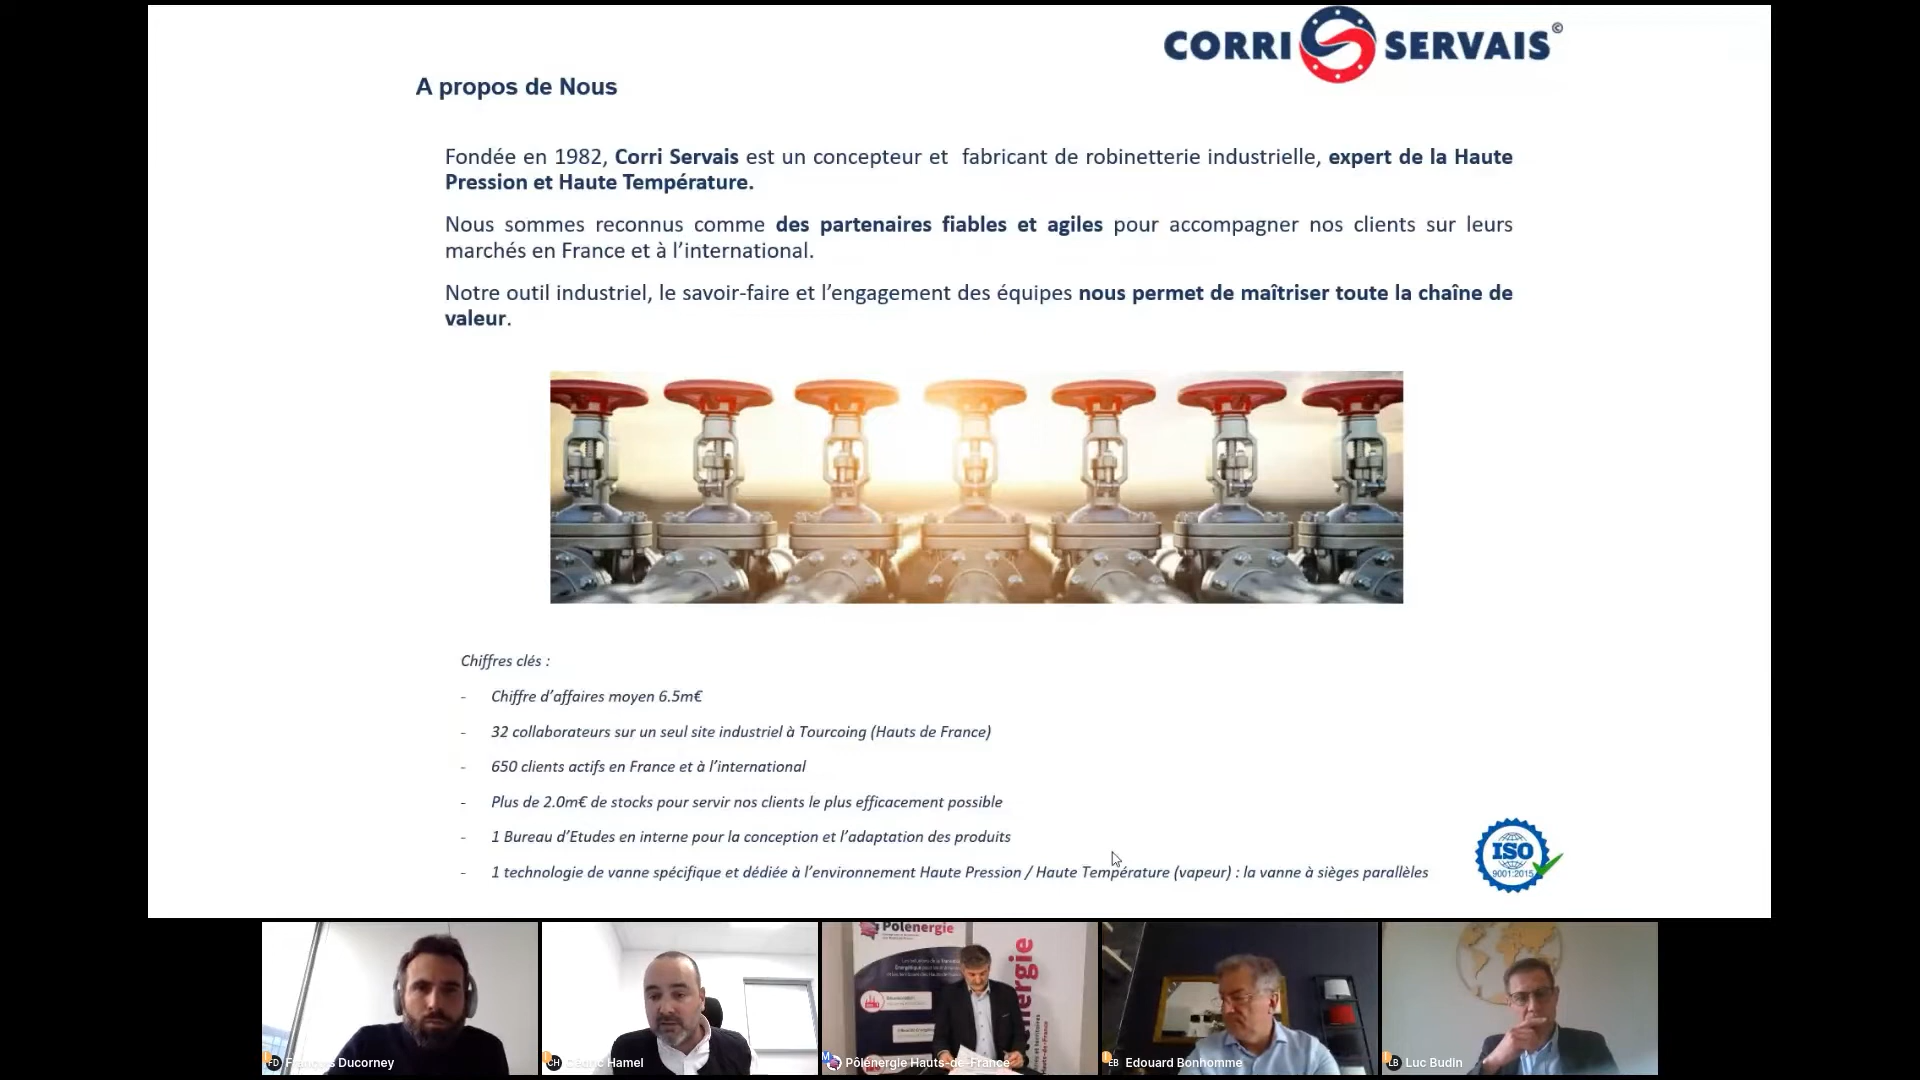 CORRI SERVAIS©
A propos de Nous
Fondée en 1982, Corri Servais est un concepteur et fabricant de robinetterie industrielle, expert de la Haute
Pression et Haute Température.
Nous sommes reconnus comme des partenaires fiables et agiles pour accompagner nos clients sur leurs
marchés en France et à l’international.
Notre outil industriel, le savoir-faire et l’engagement des équipes nous permet de maîtriser toute la chaîne de
valeur.
Chiffres clés :
- Chiffre d’affaires moyen 6.5m€
- 32 collaborateurs sur un seul site industriel à Tourcoing (Hauts de France)
- 650 clients actifs en France et à l’international
- Plus de 2.0m€ de stocks pour servir nos clients le plus efficacement possible
- 1 Bureau d’Etudes en interne pour la conception et l’adaptation des produits
- 1 technologie de vanne spécifique et dédiée à l’environnement Haute Pression / Haute Température (vapeur) : la vanne à sièges parallèles
ISO
9001:2015
Pôlenergie
FD François Ducorney
CH Cédric Hamel
M Pôlénergie Hauts-de-France
EB Edouard Bonhomme
LB Luc Budin